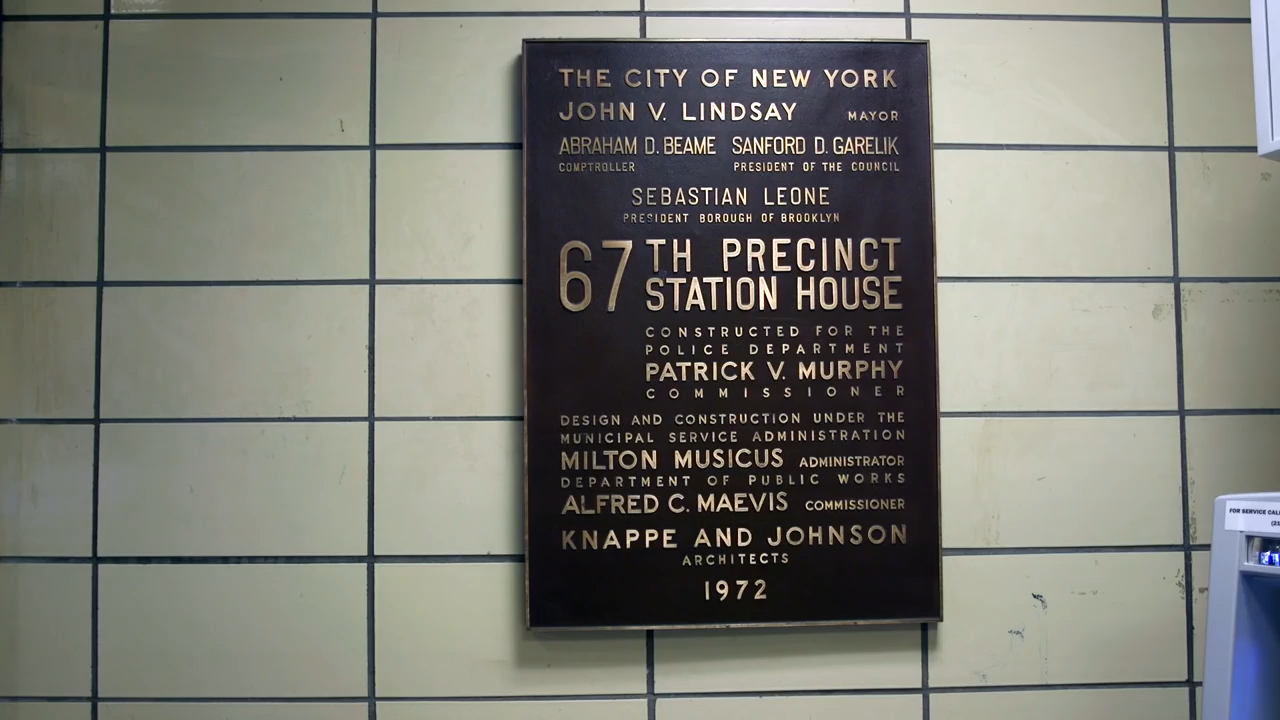 THE CITY OF NEW YORK
JOHN V. LINDSAY MAYOR
ABRAHAM D. BEAME SANFORD D. GARELIK
COMPTROLLER PRESIDENT OF THE COUNCIL
SEBASTIAN LEONE
PRESIDENT BOROUGH OF BROOKLYN
67TH PRECINCT
STATION HOUSE
CONSTRUCTED FOR THE
POLICE DEPARTMENT
PATRICK V. MURPHY
COMMISSIONER
DESIGN AND CONSTRUCTION UNDER THE
MUNICIPAL SERVICE ADMINISTRATION
MILTON MUSICUS ADMINISTRATOR
DEPARTMENT OF PUBLIC WORKS
ALFRED C. MAEVIS COMMISSIONER
KNAPPE AND JOHNSON
ARCHITECTS
1972
FOR SERVICE